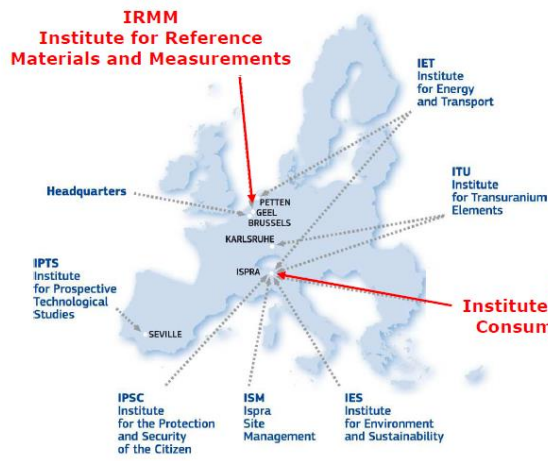 IRMM
Institute for Reference
Materials and Measurements
IET
Institute
for Energy
and Transport
ITU
Institute
for Transuranium
Elements
Headquarters
PETTEN
GEEL
BRUSSELS
KARLSRUHE
IPTS
Institute
for Prospective
Technological
Studies
ISPRA
Institute
Consum
SEVILLE
IPSC
Institute
for the Protection
and Security
of the Citizen
ISM
Ispra
Site
Management
IES
Institute
for Environment
and Sustainability